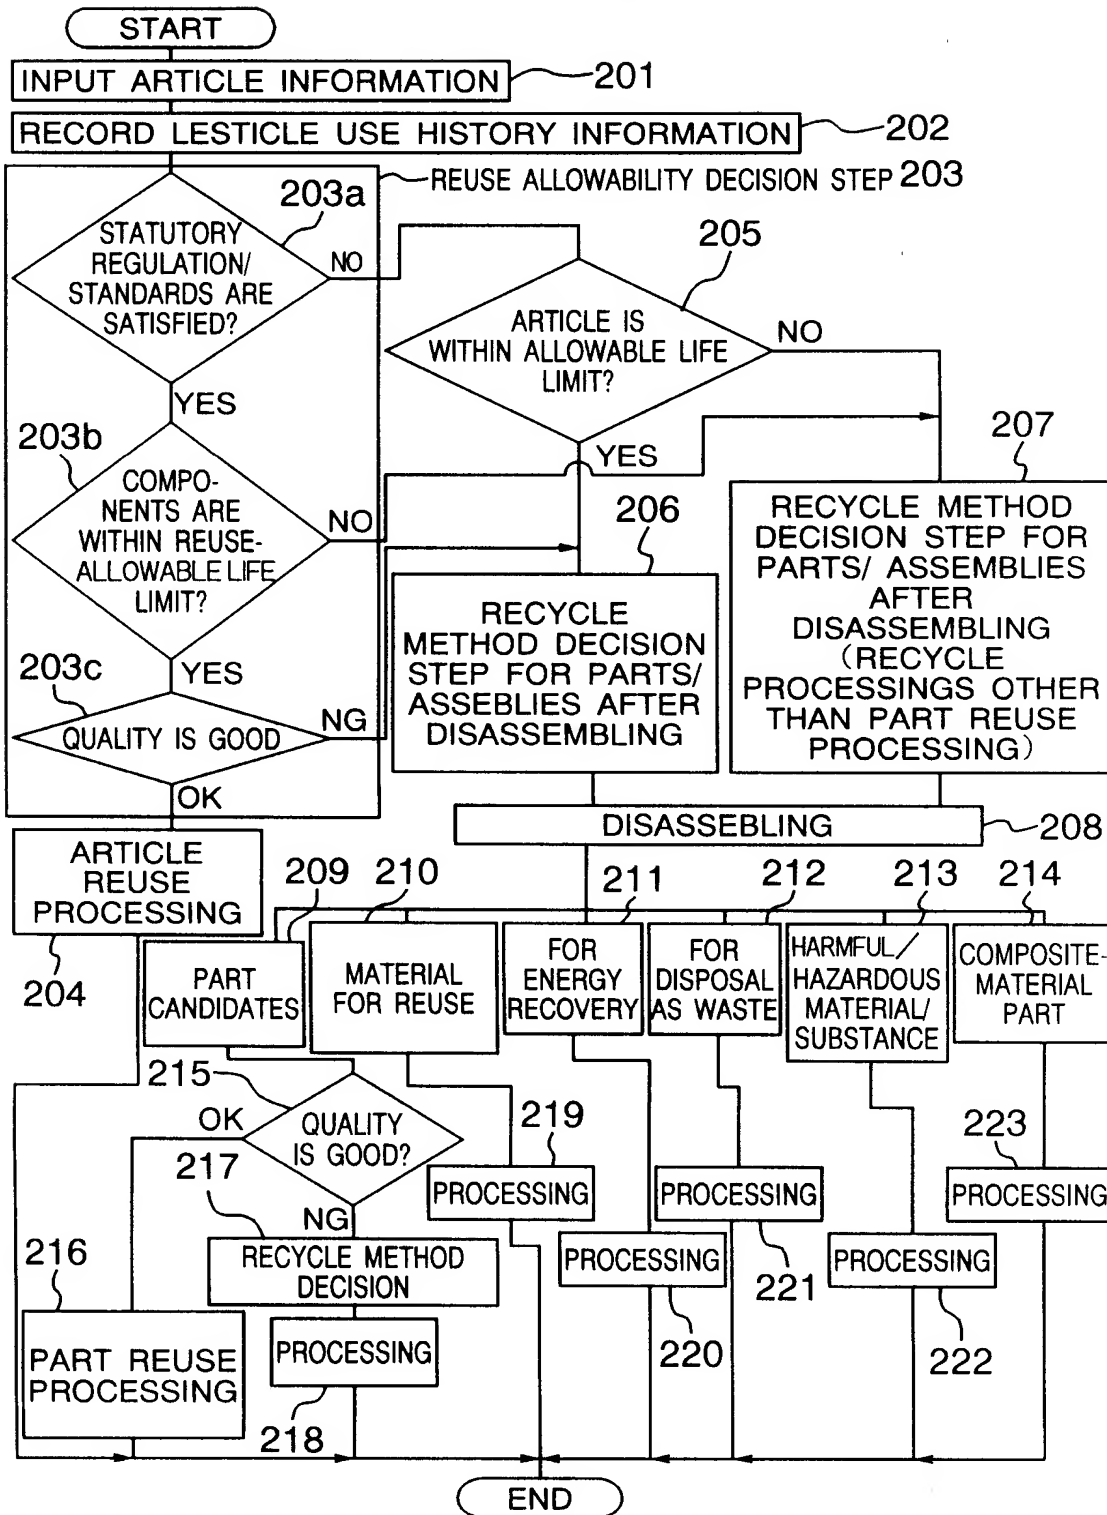 START
INPUT ARTICLE INFORMATION
201
RECORD LESTICLE USE HISTORY INFORMATION
202
REUSE ALLOWABILITY DECISION STEP 203
203a
STATUTORY
REGULATION/
STANDARDS ARE
SATISFIED?
NO
YES
205
ARTICLE IS
WITHIN ALLOWABLE LIFE
LIMIT?
NO
YES
203b
COMPO-
NENTS ARE
WITHIN REUSE-
ALLOWABLE LIFE
LIMIT?
NO
YES
203c
QUALITY IS GOOD
NG
OK
206
RECYCLE
METHOD DECISION
STEP FOR PARTS/
ASSEBLIES AFTER
DISASSEMBLING
207
RECYCLE METHOD
DECISION STEP FOR
PARTS/ ASSEMBLIES
AFTER
DISASSEMBLING
(RECYCLE
PROCESSINGS OTHER
THAN PART REUSE
PROCESSING)
DISASSEBLING
208
ARTICLE
REUSE
PROCESSING
204
209
PART
CANDIDATES
210
MATERIAL
FOR REUSE
211
FOR
ENERGY
RECOVERY
212
FOR
DISPOSAL
AS WASTE
213
HARMFUL/
HAZARDOUS
MATERIAL/
SUBSTANCE
214
COMPOSITE-
MATERIAL
PART
215
QUALITY
IS GOOD?
OK
NG
217
RECYCLE METHOD
DECISION
216
PART REUSE
PROCESSING
PROCESSING
218
219
PROCESSING
PROCESSING
220
PROCESSING
221
PROCESSING
222
223
PROCESSING
END